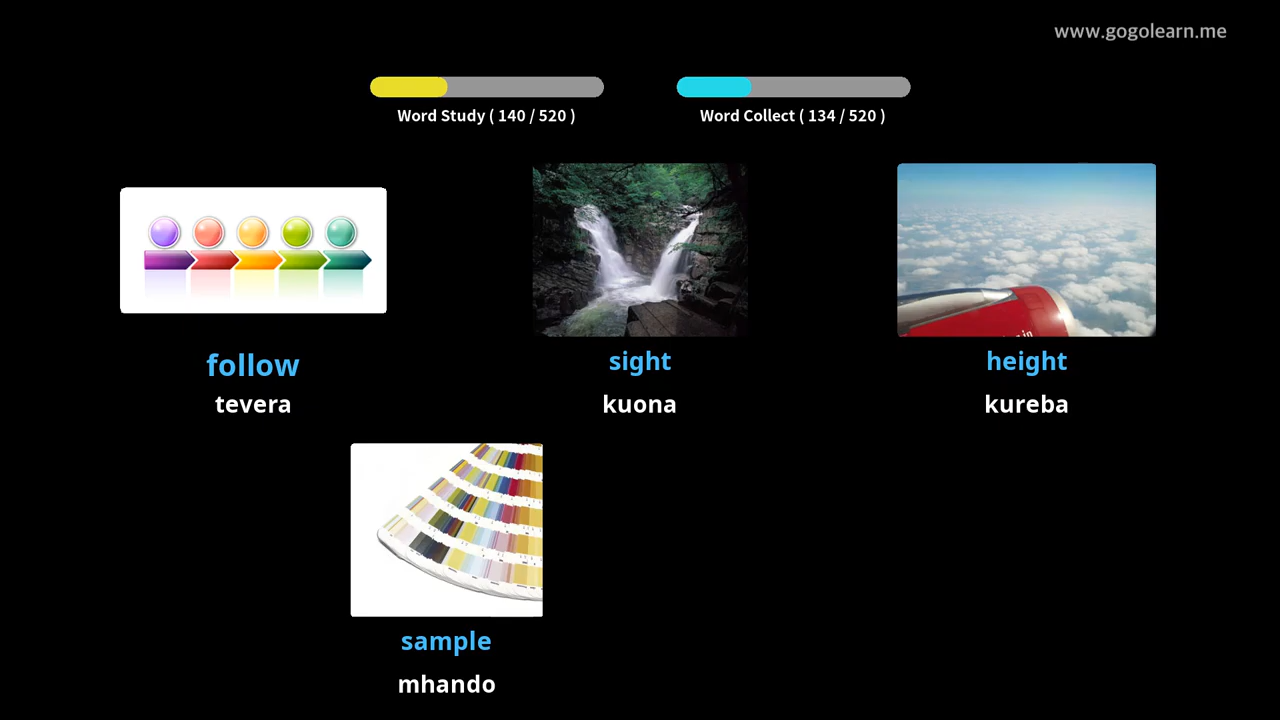 www.gogolearn.me
Word Study ( 140 / 520 )
Word Collect ( 134 / 520 )
follow
tevera
sight
kuona
height
kureba
sample
mhando